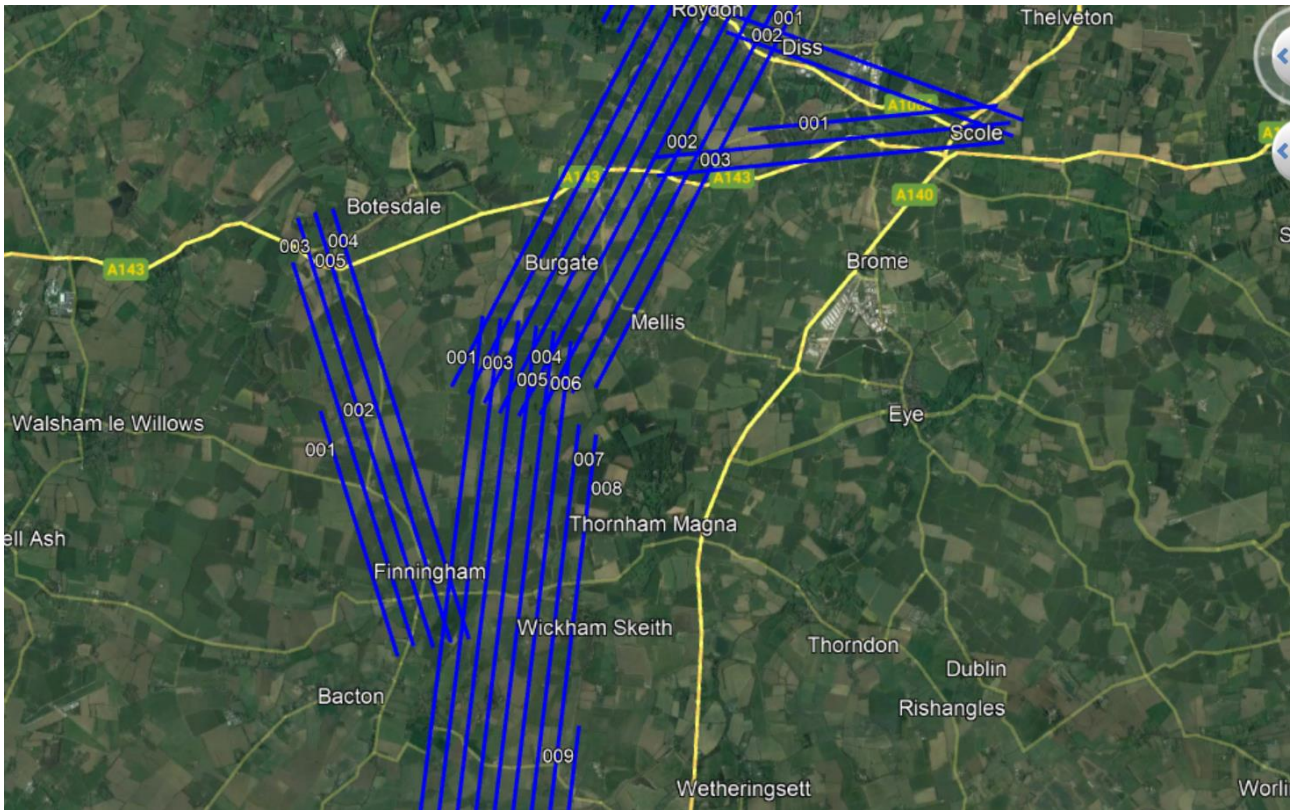 Roydon
001
Thelveton
002
Diss
A10
001
Scole
002
003
A143
A143
A140
Botesdale
003
004
005
A143
Burgate
Brome
Mellis
001
003
004
005
006
002
Eye
Walsham le Willows
001
007
008
Thornham Magna
ell Ash
Finningham
Wickham Skeith
Thorndon
Dublin
Bacton
Rishangles
009
Wetheringsett
Worli